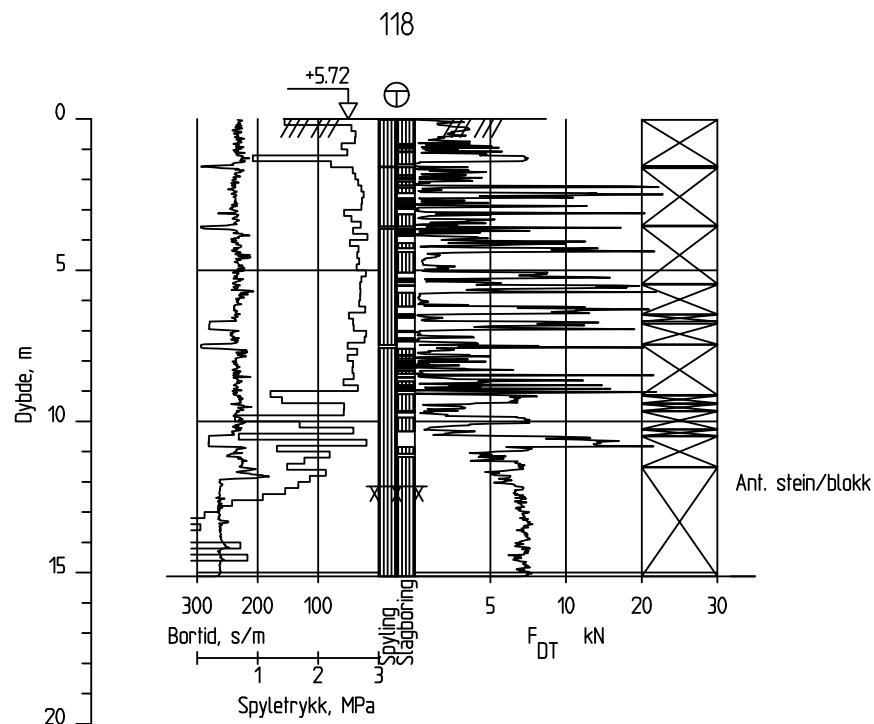 118
+5.72
0
5
10
15
20
Dybde, m
Ant. stein/blokk
300 200 100 5 10 20 30
Bortid, s/m
Spyling
Slagboring
F DT kN
1 2 3
Spyletrykk, MPa